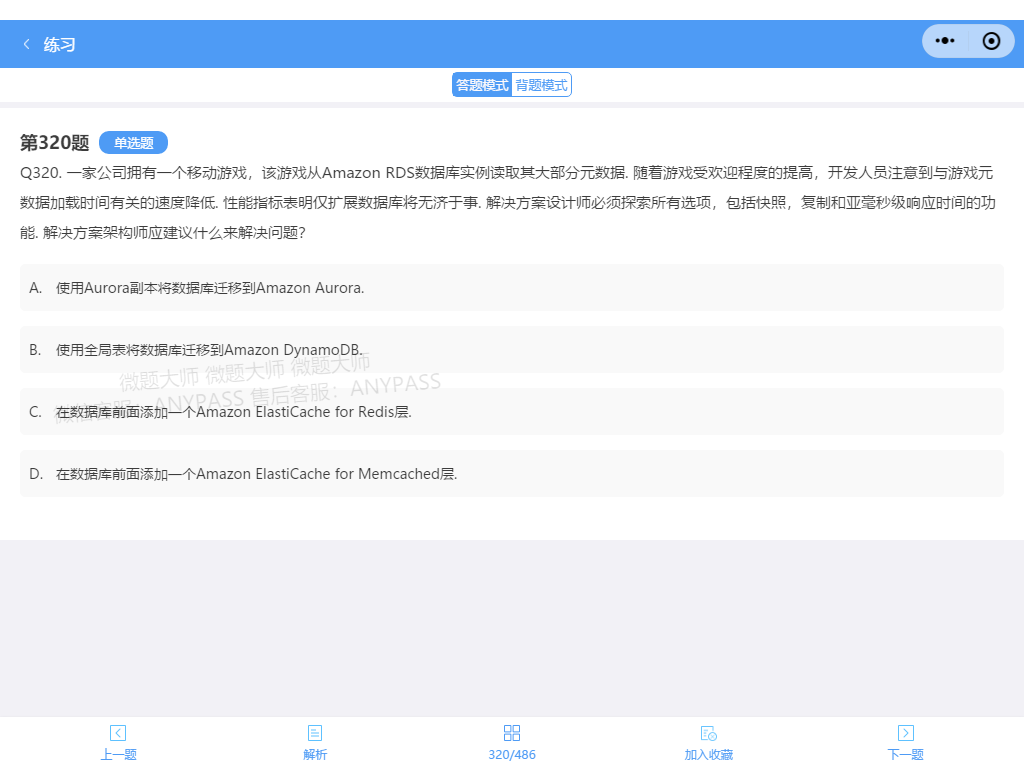 练习
答题模式 背题模式
第320题 单选题
Q320. 一家公司拥有一个移动游戏，该游戏从Amazon RDS数据库实例读取其大部分元数据. 随着游戏受欢迎程度的提高，开发人员注意到与游戏元
数据加载时间有关的速度降低. 性能指标表明仅扩展数据库将无济于事. 解决方案设计师必须探索所有选项，包括快照，复制和亚毫秒级响应时间的功
能. 解决方案架构师应建议什么来解决问题?
A. 使用Aurora副本将数据库迁移到Amazon Aurora.
B. 使用全局表将数据库迁移到Amazon DynamoDB.
微题大师 微题大师 微题大师
微信客服：ANYPASS 售后客服：ANYPASS
C. 在数据库前面添加一个Amazon ElastiCache for Redis层.
D. 在数据库前面添加一个Amazon ElastiCache for Memcached层.
上一题 解析 320/486 加入收藏 下一题